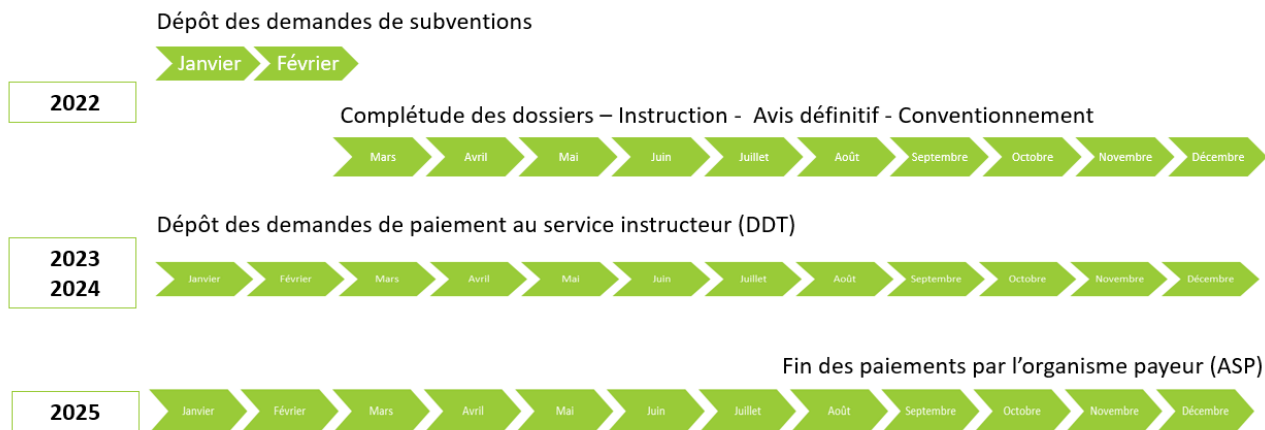 Dépôt des demandes de subventions
Janvier Février
2022
Complétude des dossiers – Instruction - Avis définitif - Conventionnement
Mars Avril Mai Juin Juillet Août Septembre Octobre Novembre Décembre
Dépôt des demandes de paiement au service instructeur (DDT)
2023
2024
Janvier Février Mars Avril Mai Juin Juillet Août Septembre Octobre Novembre Décembre
Fin des paiements par l'organisme payeur (ASP)
2025
Janvier Février Mars Avril Mai Juin Juillet Août Septembre Octobre Novembre Décembre